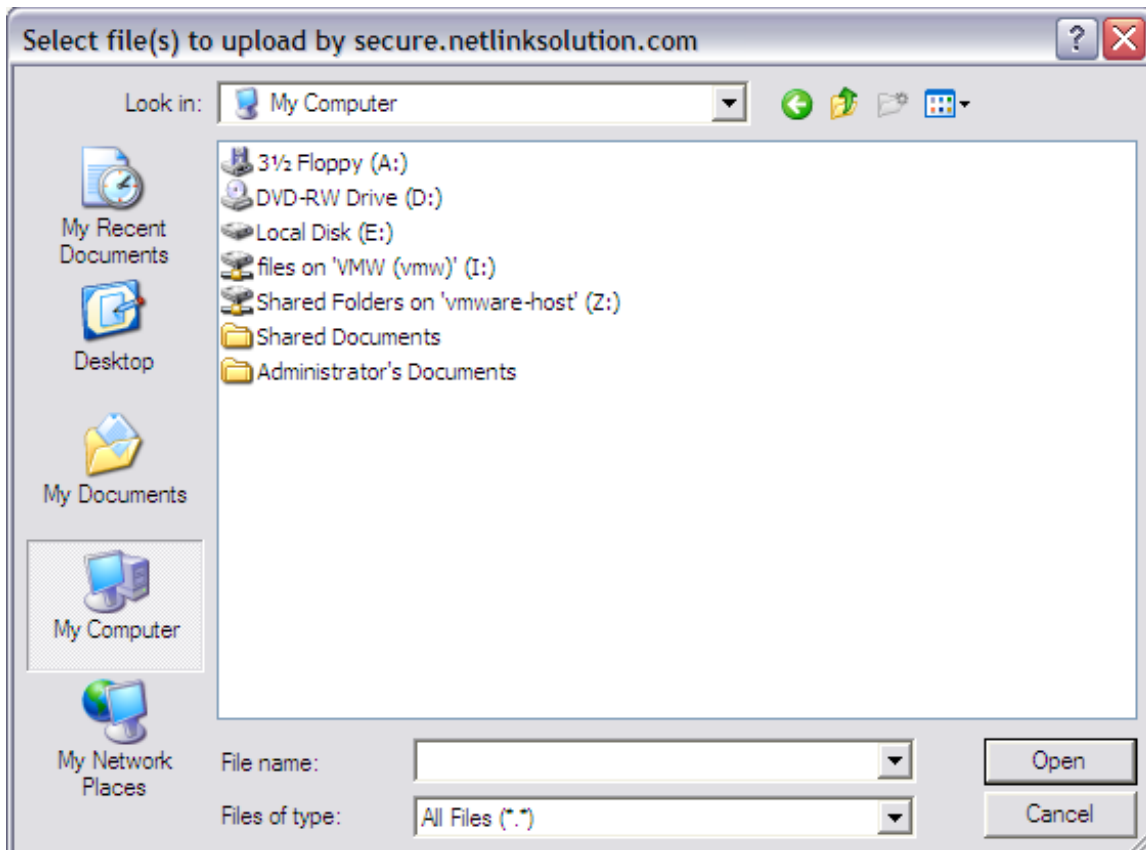 Select file(s) to upload by secure.netlinksolution.com
?
Look in:
My Computer
3½ Floppy (A:)
DVD-RW Drive (D:)
Local Disk (E:)
files on 'VMW (vmw)' (I:)
Shared Folders on 'vmware-host' (Z:)
Shared Documents
Administrator's Documents
My Recent
Documents
Desktop
My Documents
My Computer
My Network
Places
File name:
Open
Files of type:
All Files (*.*)
Cancel